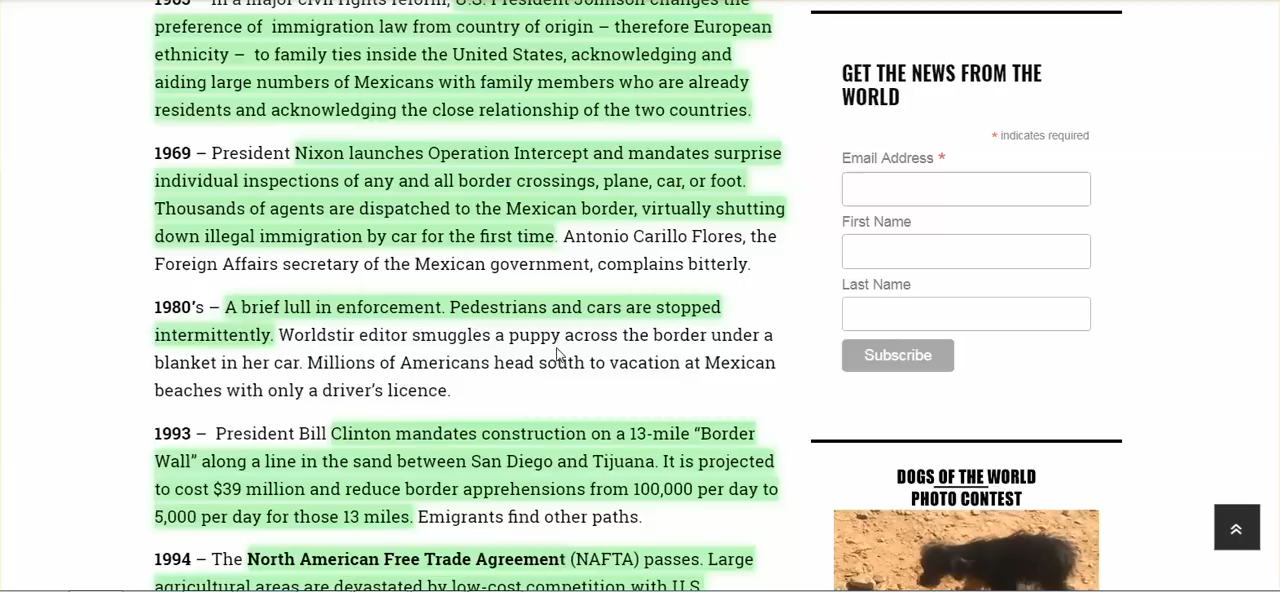 1965 – In a major civil rights reform, U.S. President Johnson changes the
preference of  immigration law from country of origin – therefore European
ethnicity –  to family ties inside the United States, acknowledging and
aiding large numbers of Mexicans with family members who are already
residents and acknowledging the close relationship of the two countries.
1969 – President Nixon launches Operation Intercept and mandates surprise
individual inspections of any and all border crossings, plane, car, or foot.
Thousands of agents are dispatched to the Mexican border, virtually shutting
down illegal immigration by car for the first time. Antonio Carillo Flores, the
Foreign Affairs secretary of the Mexican government, complains bitterly.
1980's – A brief lull in enforcement. Pedestrians and cars are stopped
intermittently. Worldstir editor smuggles a puppy across the border under a
blanket in her car. Millions of Americans head south to vacation at Mexican
beaches with only a driver's licence.
1993 –  President Bill Clinton mandates construction on a 13-mile “Border
Wall” along a line in the sand between San Diego and Tijuana. It is projected
to cost $39 million and reduce border apprehensions from 100,000 per day to
5,000 per day for those 13 miles. Emigrants find other paths.
1994 – The North American Free Trade Agreement (NAFTA) passes. Large
agricultural areas are devastated by low-cost competition with U.S.
GET THE NEWS FROM THE
WORLD
* indicates required
Email Address *
First Name
Last Name
Subscribe
DOGS OF THE WORLD
PHOTO CONTEST